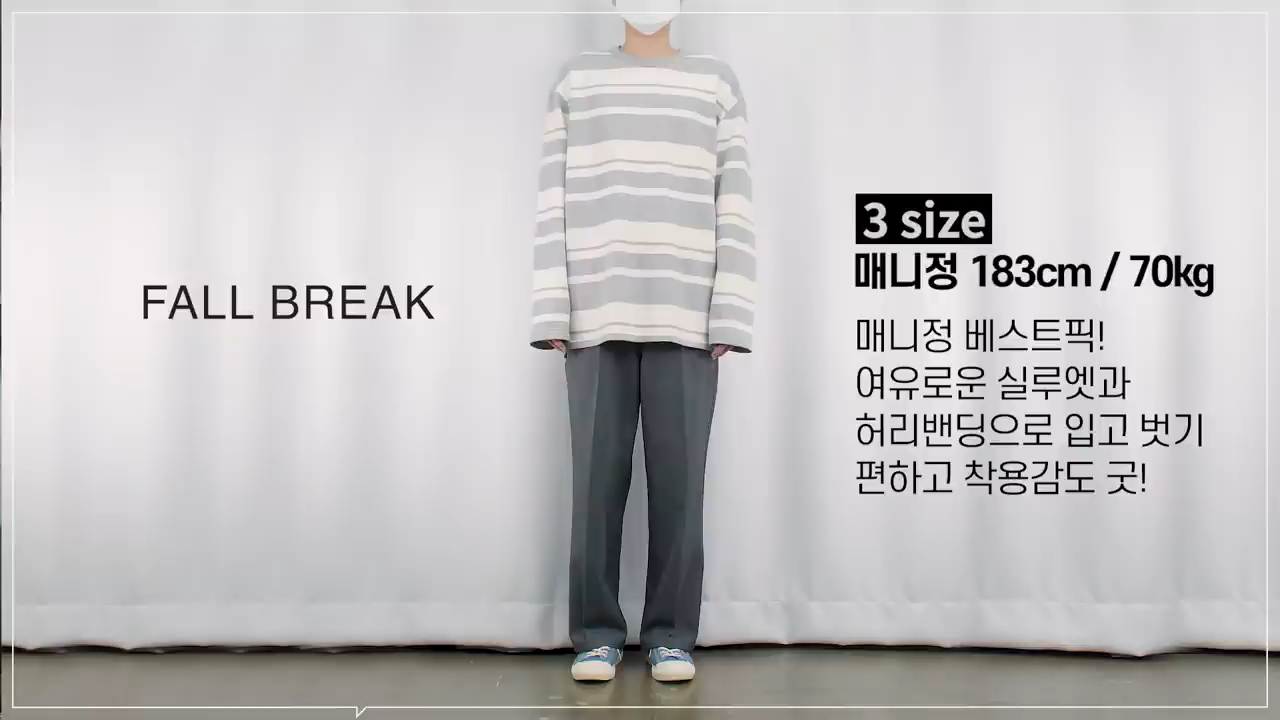 FALL BREAK
3 size
매니정 183cm / 70kg
매니정 베스트픽!
여유로운 실루엣과
허리밴딩으로 입고 벗기
편하고 착용감도 굿!